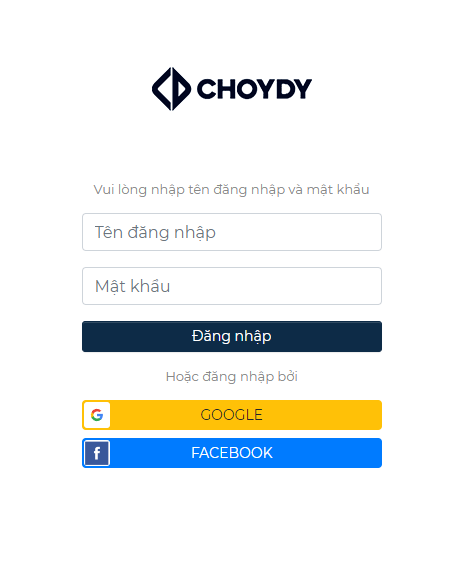 CHOYDY
Vui lòng nhập tên đăng nhập và mật khẩu
Tên đăng nhập
Mật khẩu
Đăng nhập
Hoặc đăng nhập bởi
GOOGLE
FACEBOOK